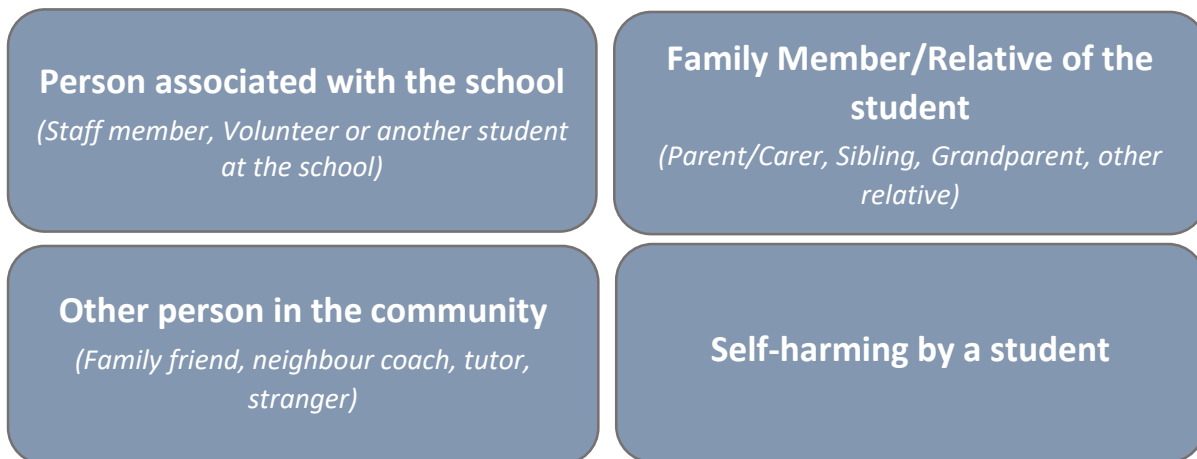 Person associated with the school
(Staff member, Volunteer or another student
at the school)
Family Member/Relative of the
student
(Parent/Carer, Sibling, Grandparent, other
relative)
Other person in the community
(Family friend, neighbour coach, tutor,
stranger)
Self-harming by a student